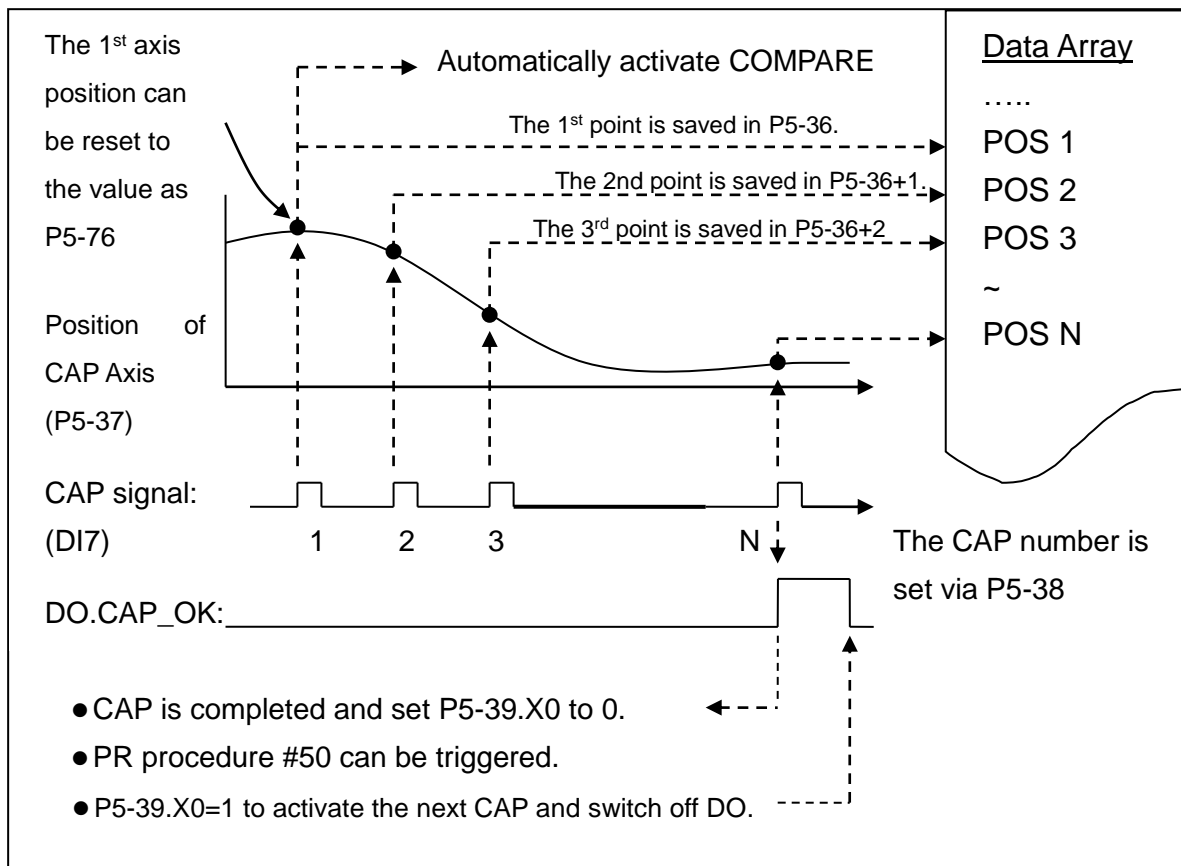 The 1st axis
position can
be reset to
the value as
P5-76
Automatically activate COMPARE
The 1st point is saved in P5-36.
The 2nd point is saved in P5-36+1.
The 3rd point is saved in P5-36+2
Data Array
…..
POS 1
POS 2
POS 3
~
POS N
Position of
CAP Axis
(P5-37)
CAP signal:
(DI7)
1 2 3 N
The CAP number is
set via P5-38
DO.CAP_OK:
● CAP is completed and set P5-39.X0 to 0.
● PR procedure #50 can be triggered.
● P5-39.X0=1 to activate the next CAP and switch off DO.